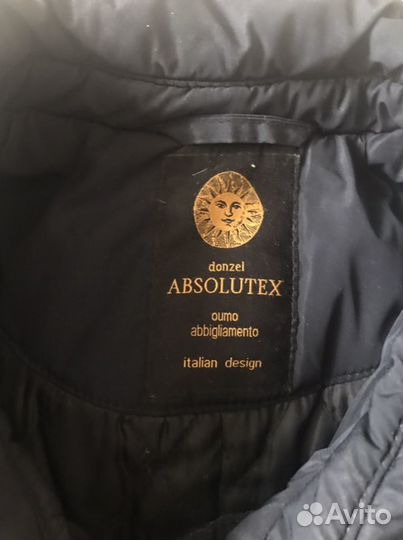 donzel
ABSOLUTEX
oumo
abbigliamento
italian design
Avito